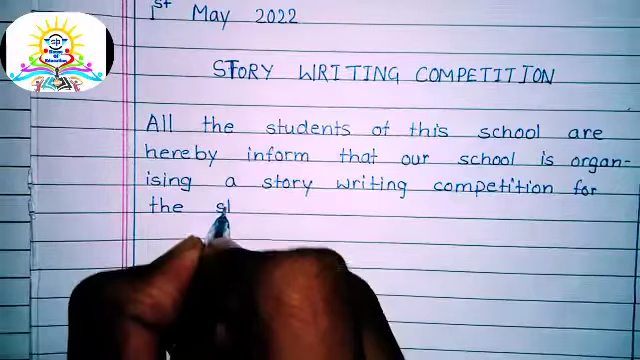 1st May 2022
STORY WRITING COMPETITION
All the students of this school are
hereby inform that our school is organ-
ising a story writing competition for
the